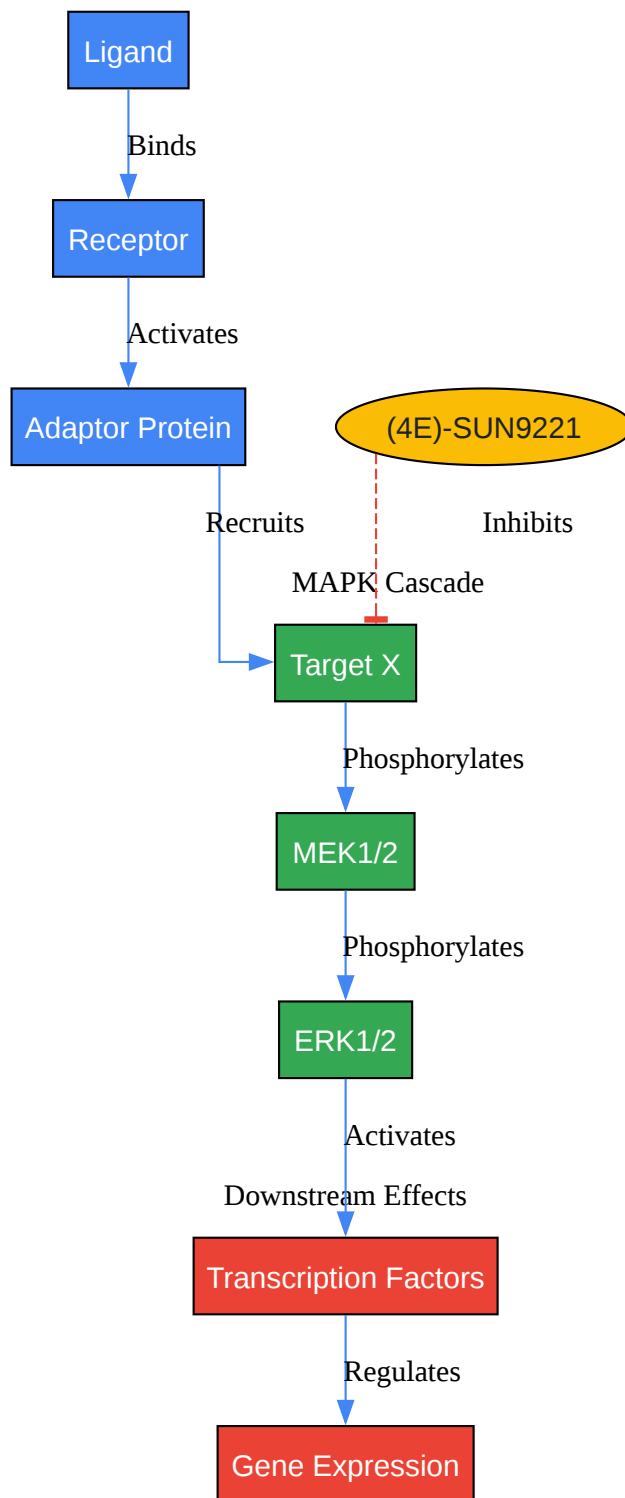 Ligand
Binds
Receptor
Activates
Adaptor Protein
(4E)-SUN9221
Recruits
Inhibits
MAPK Cascade
Target X
Phosphorylates
MEK1/2
Phosphorylates
ERK1/2
Activates
Downstream Effects
Transcription Factors
Regulates
Gene Expression